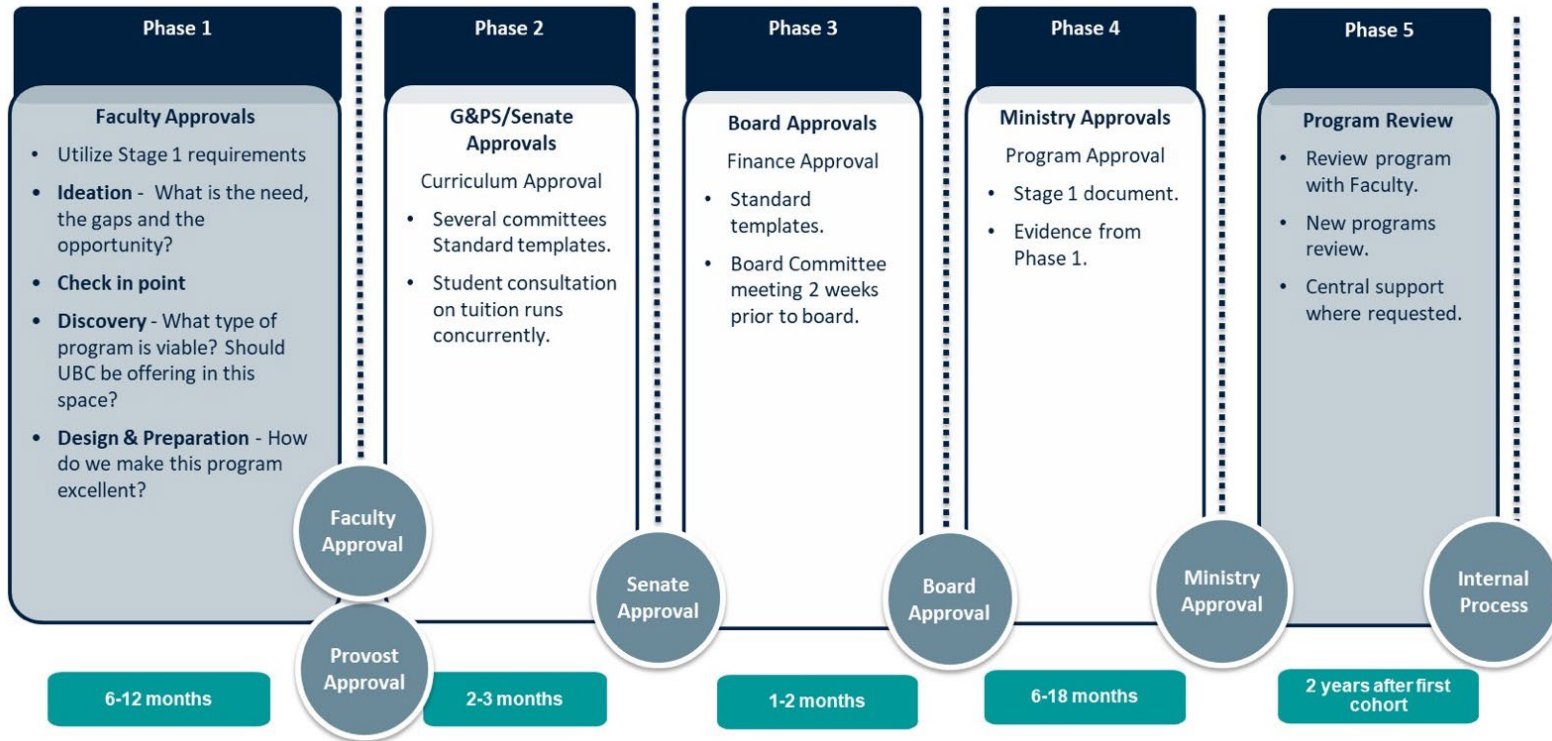 Phase 1
Faculty Approvals
• Utilize Stage 1 requirements
• Ideation - What is the need,
the gaps and the
opportunity?
• Check in point
• Discovery - What type of
program is viable? Should
UBC be offering in this
space?
• Design & Preparation - How
do we make this program
excellent?
Faculty
Approval
Provost
Approval
6-12 months
Phase 2
G&PS/Senate
Approvals
Curriculum Approval
• Several committees
Standard templates.
• Student consultation
on tuition runs
concurrently.
Senate
Approval
2-3 months
Phase 3
Board Approvals
Finance Approval
• Standard
templates.
• Board Committee
meeting 2 weeks
prior to board.
Board
Approval
1-2 months
Phase 4
Ministry Approvals
Program Approval
• Stage 1 document.
• Evidence from
Phase 1.
Ministry
Approval
6-18 months
Phase 5
Program Review
• Review program
with Faculty.
• New programs
review.
• Central support
where requested.
Internal
Process
2 years after first
cohort